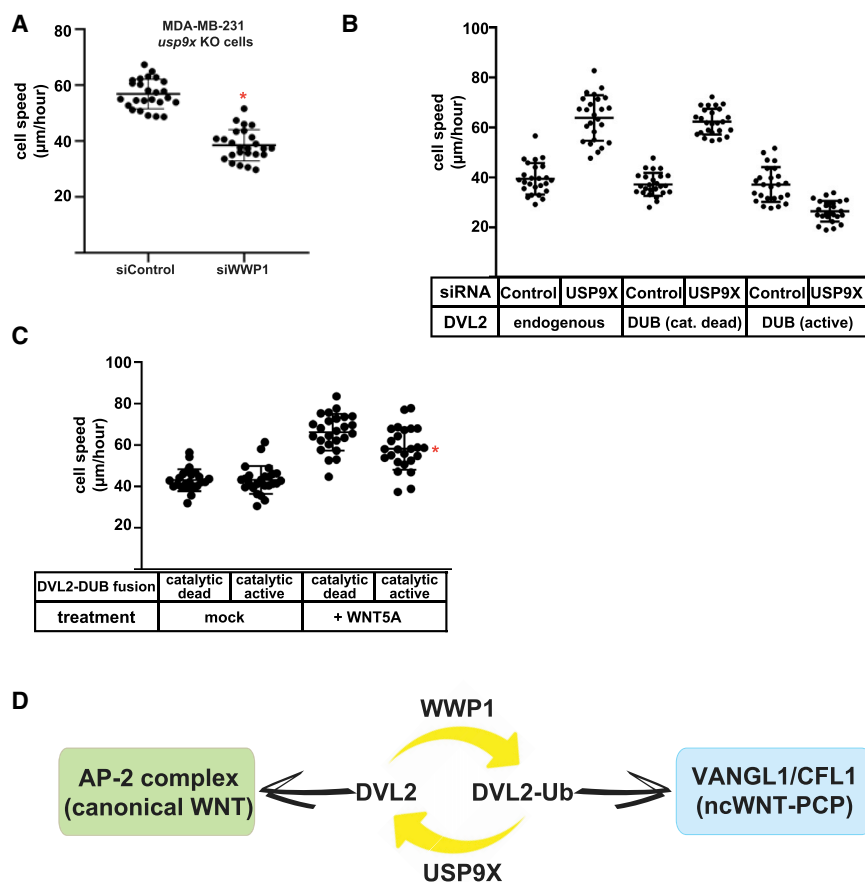 A
MDA-MB-231
usp9x KO cells
80
60
40
20
cell speed
(μm/hour)
*
siControl
siWWP1
B
100
80
60
40
20
cell speed
(μm/hour)
siRNA Control USP9X Control USP9X Control USP9X
DVL2 endogenous DUB (cat. dead) DUB (active)
C
100
80
60
40
20
cell speed
(μm/hour)
*
DVL2-DUB fusion catalytic dead catalytic active catalytic dead catalytic active
treatment mock + WNT5A
D
WWP1
AP-2 complex
(canonical WNT)
DVL2
DVL2-Ub
VANGL1/CFL1
(ncWNT-PCP)
USP9X